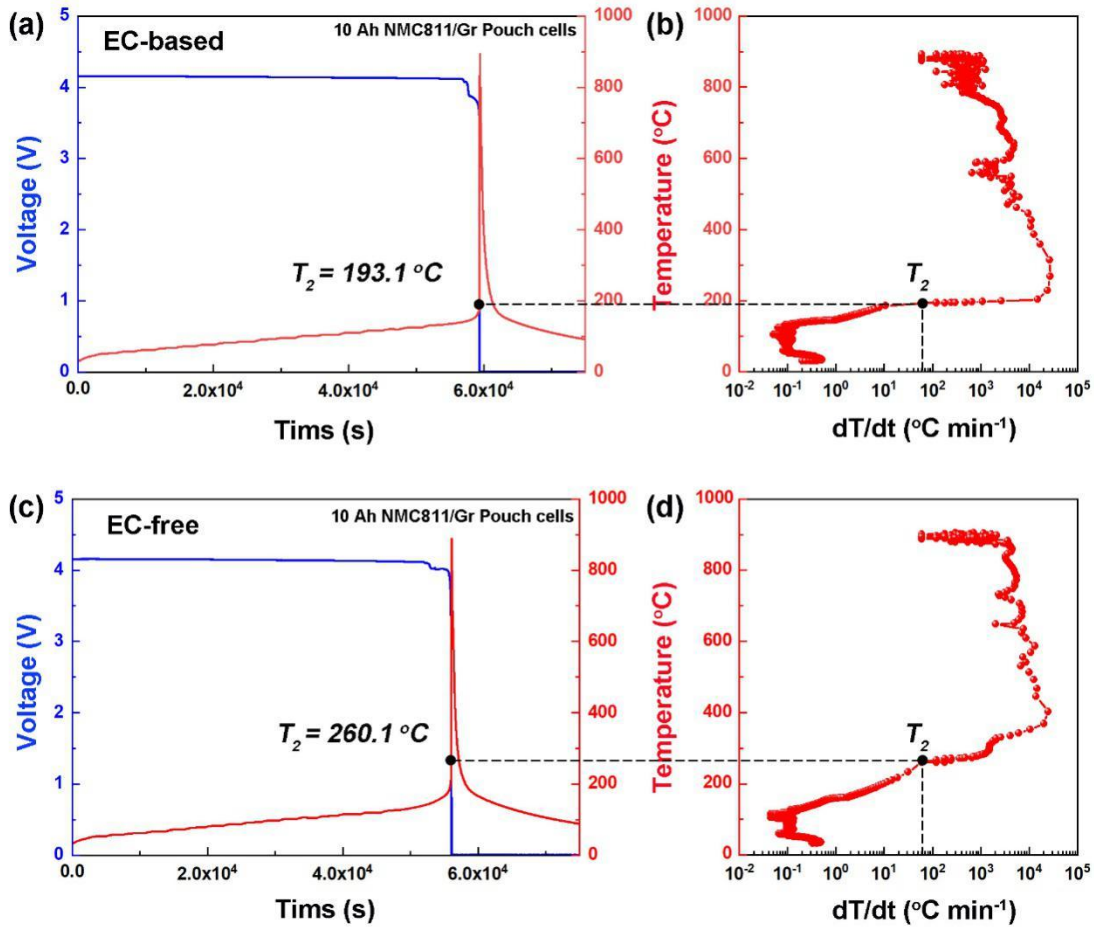 (a)
EC-based
10 Ah NMC811/Gr Pouch cells
5
4
3
2
1
0
Voltage (V)
T2 = 193.1 °C
1000
800
600
400
200
0
Temperature (°C)
0.0
2.0x10^4
4.0x10^4
6.0x10^4
Tims (s)
(b)
1000
800
600
400
200
0
T2
10^-2
10^-1
10^0
10^1
10^2
10^3
10^4
10^5
dT/dt (°C min^-1)
(c)
EC-free
10 Ah NMC811/Gr Pouch cells
5
4
3
2
1
0
Voltage (V)
T2 = 260.1 °C
1000
800
600
400
200
0
Temperature (°C)
0.0
2.0x10^4
4.0x10^4
6.0x10^4
Tims (s)
(d)
1000
800
600
400
200
0
T2
10^-2
10^-1
10^0
10^1
10^2
10^3
10^4
10^5
dT/dt (°C min^-1)